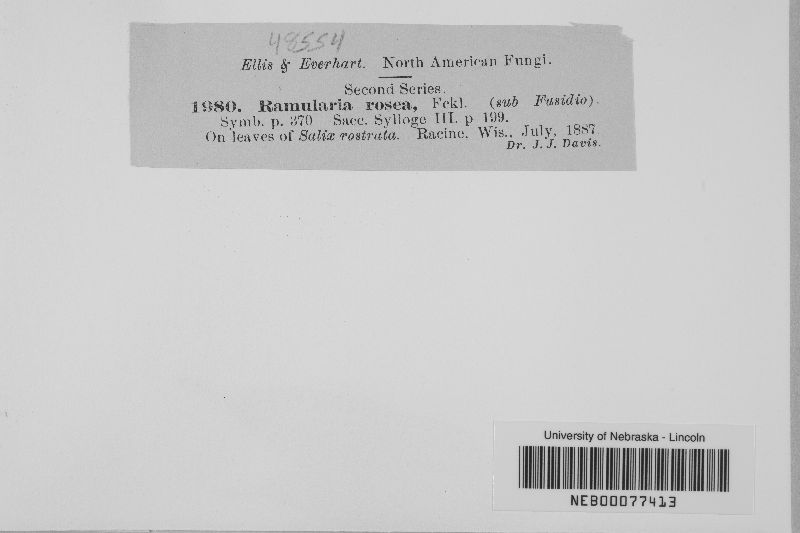 48554
Ellis & Everhart. North American Fungi.
Second Series.
1980. Ramularia rosea, Fckl. (sub Fusidio).
Symb. p. 370 Sacc. Sylloge III. p 199.
On leaves of Salix rostrata. Racine, Wis., July, 1887
Dr. J. J. Davis.
University of Nebraska - Lincoln
NEB00077413